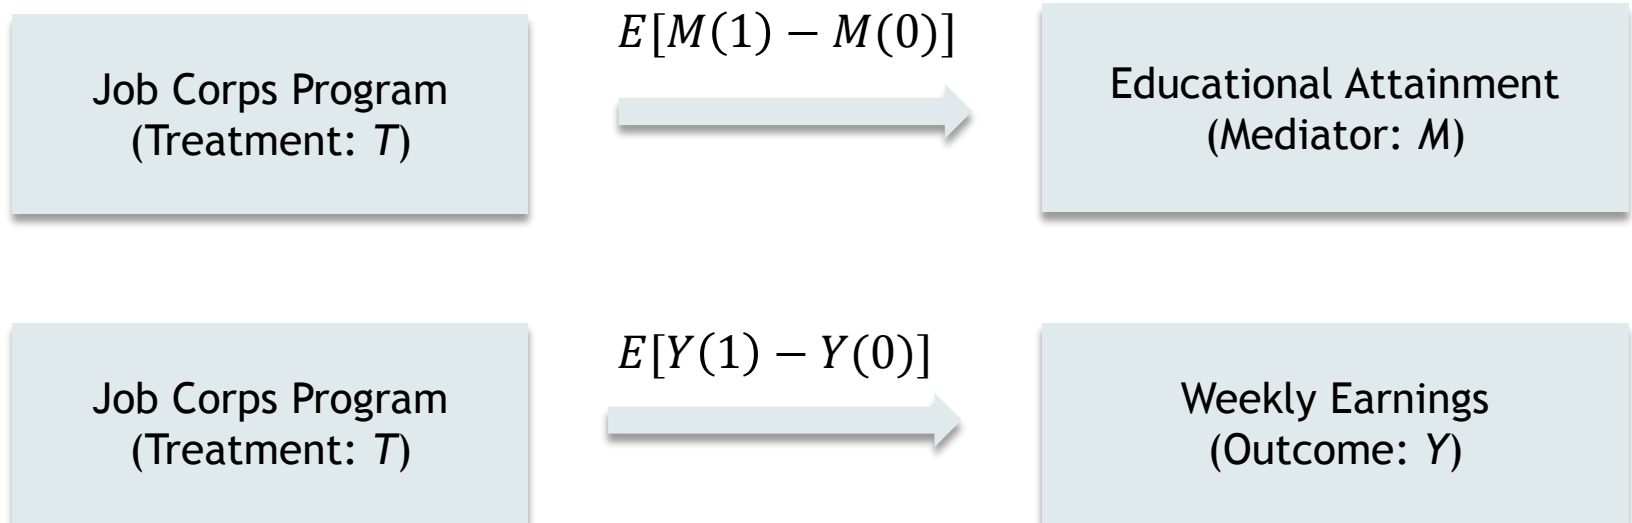 Job Corps Program
(Treatment: T)
E[M(1) − M(0)]
Educational Attainment
(Mediator: M)
Job Corps Program
(Treatment: T)
E[Y(1) − Y(0)]
Weekly Earnings
(Outcome: Y)